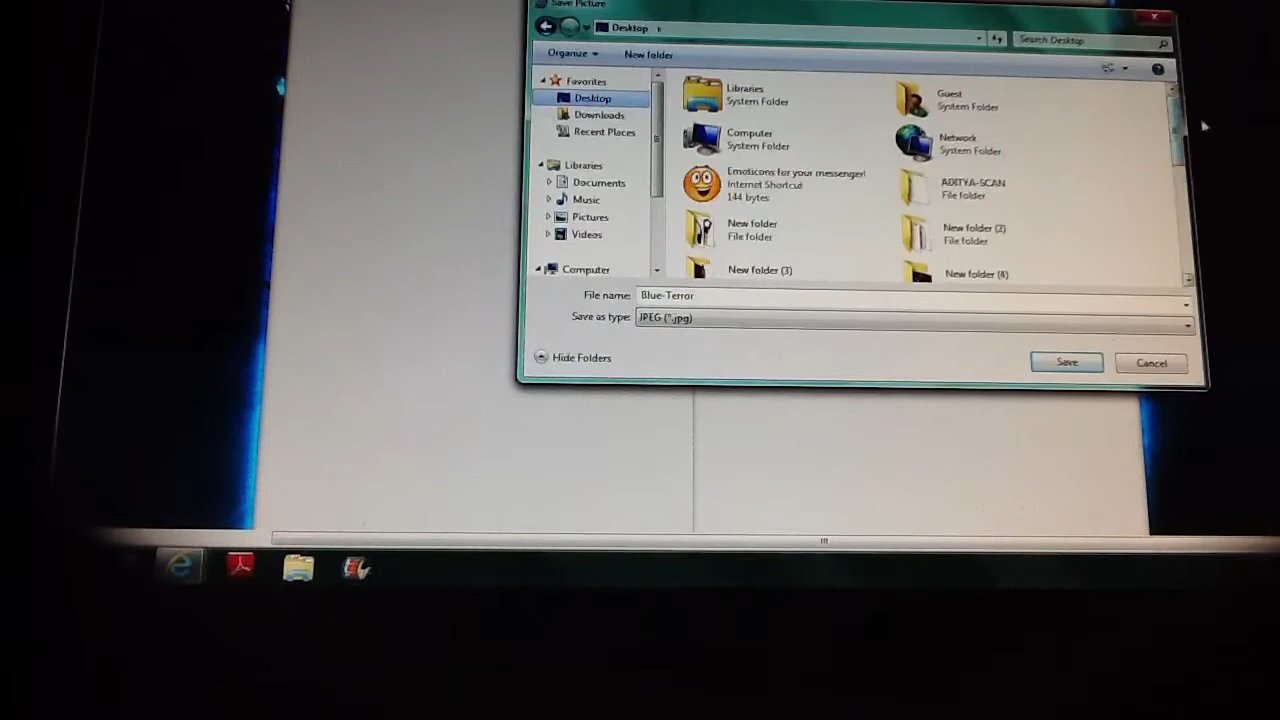 Save Picture
Desktop
Search Desktop
Organize
New folder
Favorites
Desktop
Downloads
Recent Places
Libraries
Documents
Music
Pictures
Videos
Computer
Libraries
System Folder
Guest
System Folder
Computer
System Folder
Network
System Folder
Emoticons for your messenger!
Internet Shortcut
144 bytes
ADITYA-SCAN
File folder
New folder
File folder
New folder (2)
File folder
New folder (3)
New folder (8)
File name: Blue-Terror
Save as type: JPEG (*.jpg)
Hide Folders
Save
Cancel